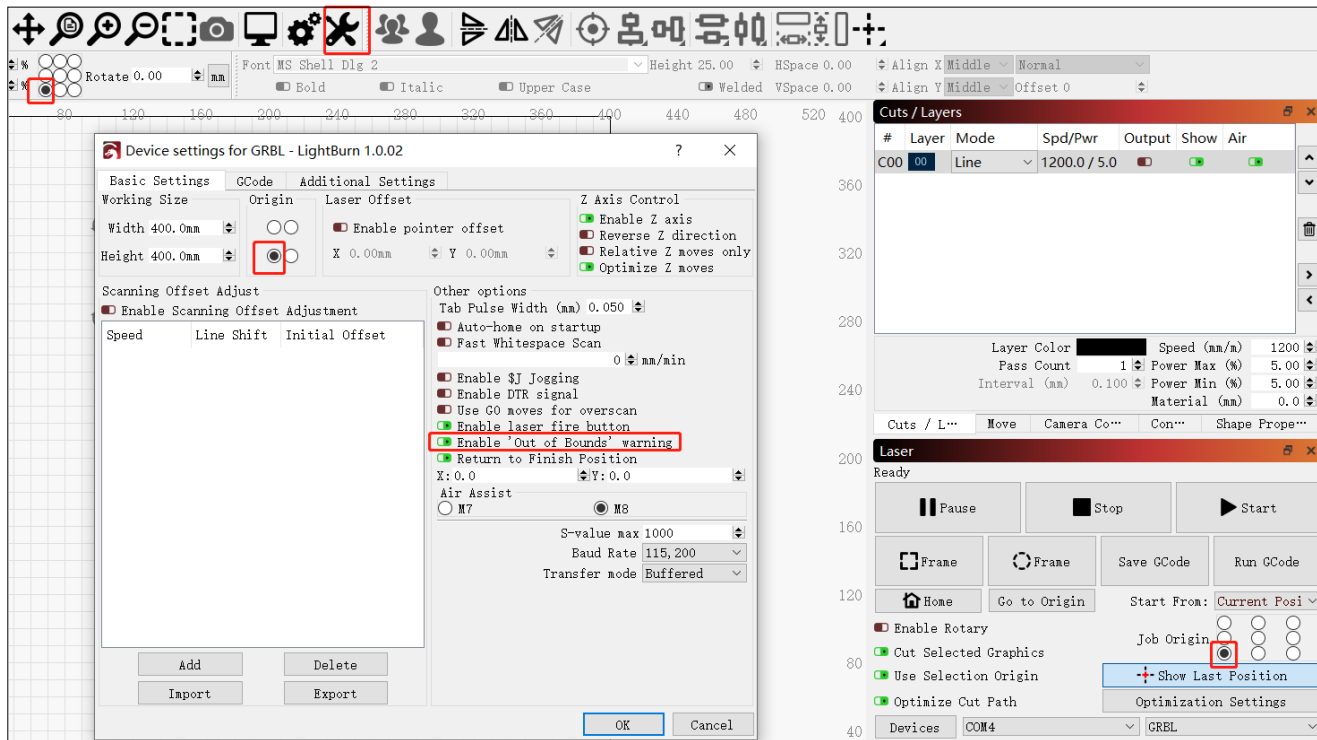 %
%
Rotate 0.00 mm
Font MS Shell Dlg 2 Height 25.00 HSpace 0.00 Align X Middle Normal
Bold Italic Upper Case Welded VSpace 0.00 Align Y Middle Offset 0
80 120 160 200 240 280 320 360 400 440 480 520
400
360
320
280
240
200
160
120
80
40
Device settings for GRBL - LightBurn 1.0.02 ? ×
Basic Settings GCode Additional Settings
Working Size
Width 400.0mm
Height 400.0mm
Origin
Laser Offset
Enable pointer offset
X 0.00mm Y 0.00mm
Z Axis Control
Enable Z axis
Reverse Z direction
Relative Z moves only
Optimize Z moves
Scanning Offset Adjust
Enable Scanning Offset Adjustment
Speed Line Shift Initial Offset
Add Delete
Import Export
Other options
Tab Pulse Width (mm) 0.050
Auto-home on startup
Fast Whitespace Scan
0 mm/min
Enable $J Jogging
Enable DTR signal
Use G0 moves for overscan
Enable laser fire button
Enable 'Out of Bounds' warning
Return to Finish Position
X:0.0 Y:0.0
Air Assist
M7 M8
S-value max 1000
Baud Rate 115,200
Transfer mode Buffered
OK Cancel
Cuts / Layers
# Layer Mode Spd/Pwr Output Show Air
C00 00 Line 1200.0 / 5.0
Layer Color Speed (mm/m) 1200
Pass Count 1 Power Max (%) 5.00
Interval (mm) 0.100 Power Min (%) 5.00
Material (mm) 0.0
Cuts / L··· Move Camera Co··· Con··· Shape Prope···
Laser
Ready
Pause Stop Start
Frame Frame Save GCode Run GCode
Home Go to Origin Start From: Current Posi
Enable Rotary
Job Origin
Cut Selected Graphics
Use Selection Origin Show Last Position
Optimize Cut Path Optimization Settings
Devices COM4 GRBL